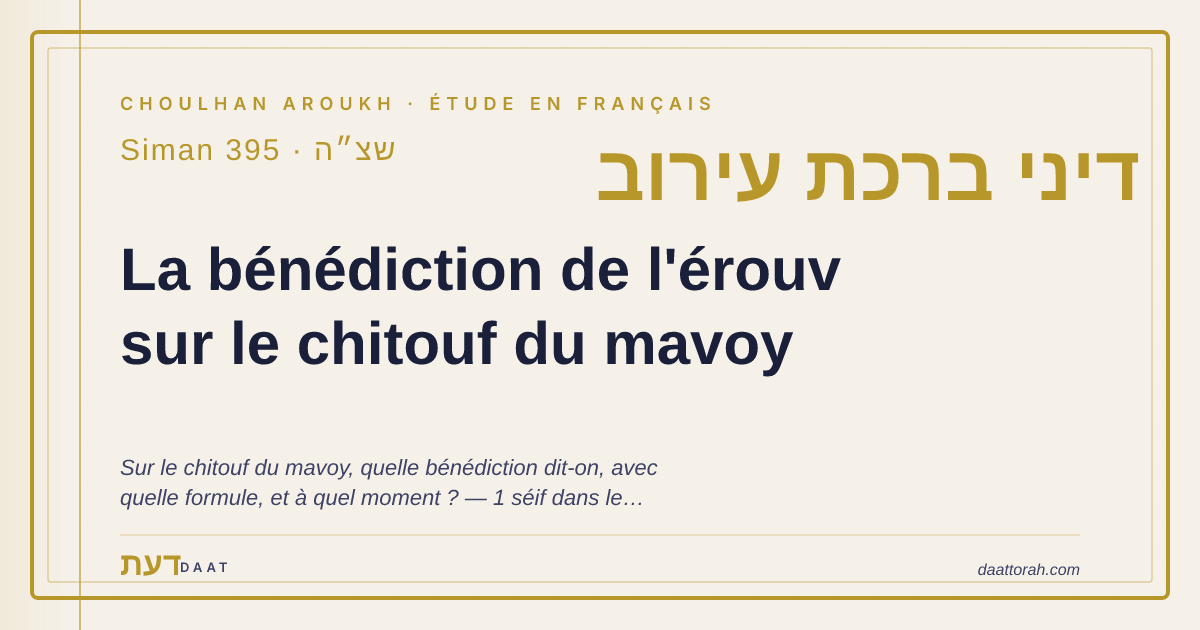 CHOULHAN AROUKH · ÉTUDE EN FRANÇAIS
Siman 395 · שצ״ה
דיני ברכת עירוב
La bénédiction de l'érouv
sur le chitouf du mavoy
Sur le chitouf du mavoy, quelle bénédiction dit-on, avec
quelle formule, et à quel moment ? — 1 séif dans le…
דעת DAAT
daattorah.com